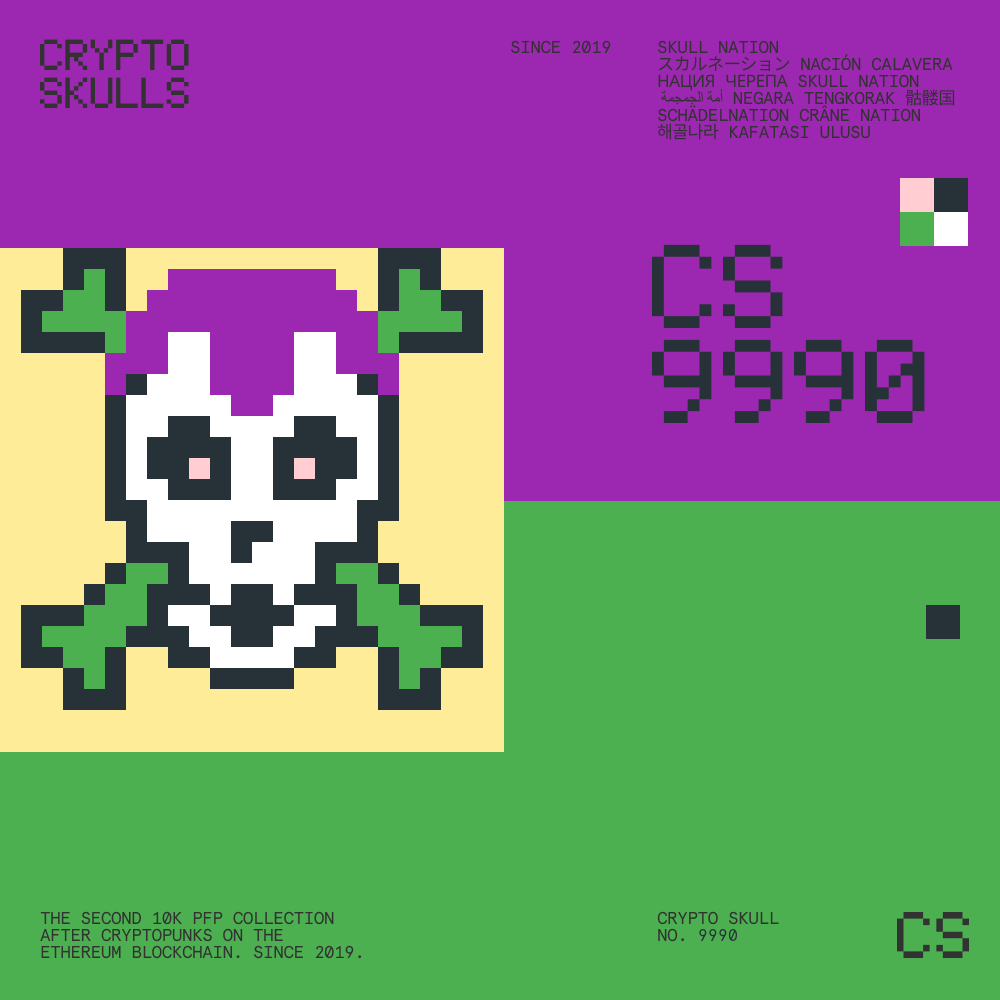 CRYPTO
SKULLS
SINCE 2019
SKULL NATION
スカルネーション NACIÓN CALAVERA
НАЦИЯ ЧЕРЕПА SKULL NATION
أمة الجمجمة NEGARA TENGKORAK 骷髅国
SCHÄDELNATION CRÂNE NATION
해골나라 KAFATASI ULUSU
CS
9990
THE SECOND 10K PFP COLLECTION
AFTER CRYPTOPUNKS ON THE
ETHEREUM BLOCKCHAIN. SINCE 2019.
CRYPTO SKULL
NO. 9990
CS